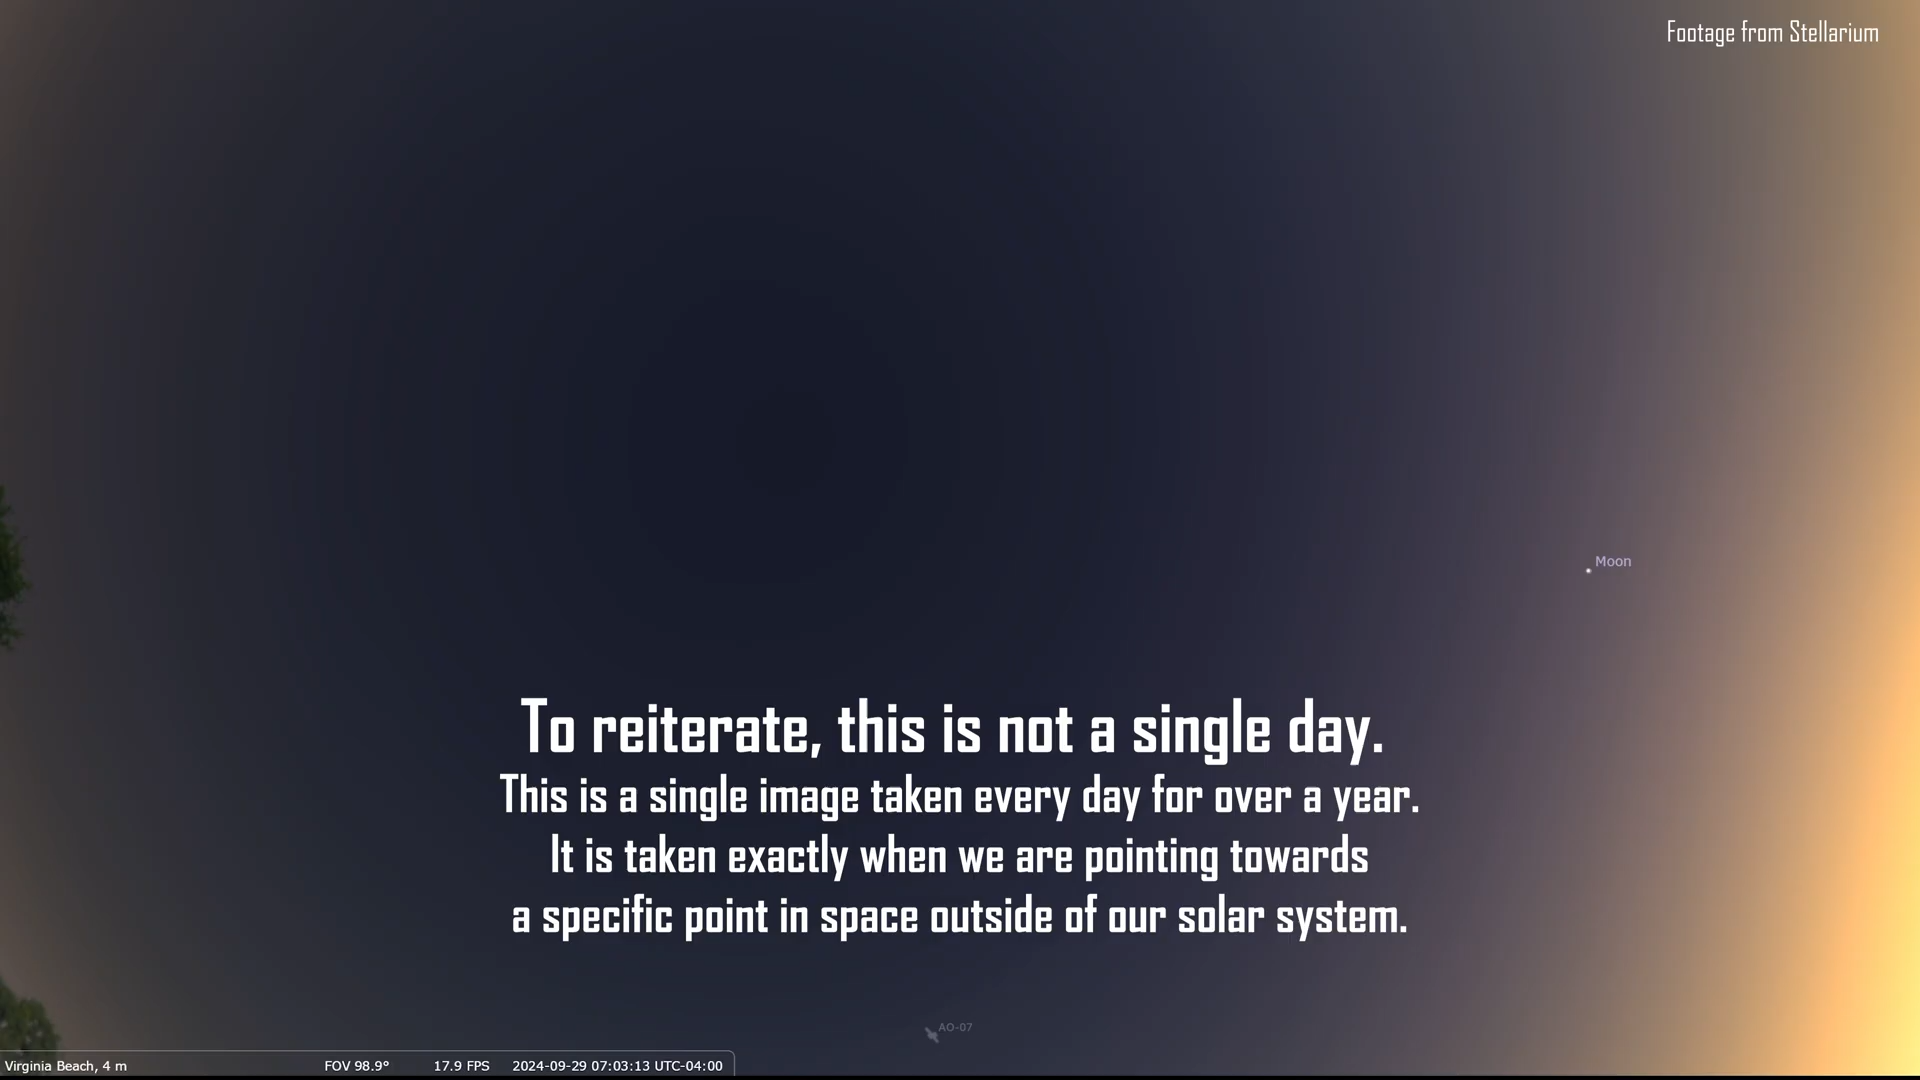 Footage from Stellarium
Moon
To reiterate, this is not a single day.
This is a single image taken every day for over a year.
It is taken exactly when we are pointing towards
a specific point in space outside of our solar system.
AO-07
Virginia Beach, 4 m FOV 98.9° 17.9 FPS 2024-09-29 07:03:13 UTC-04:00